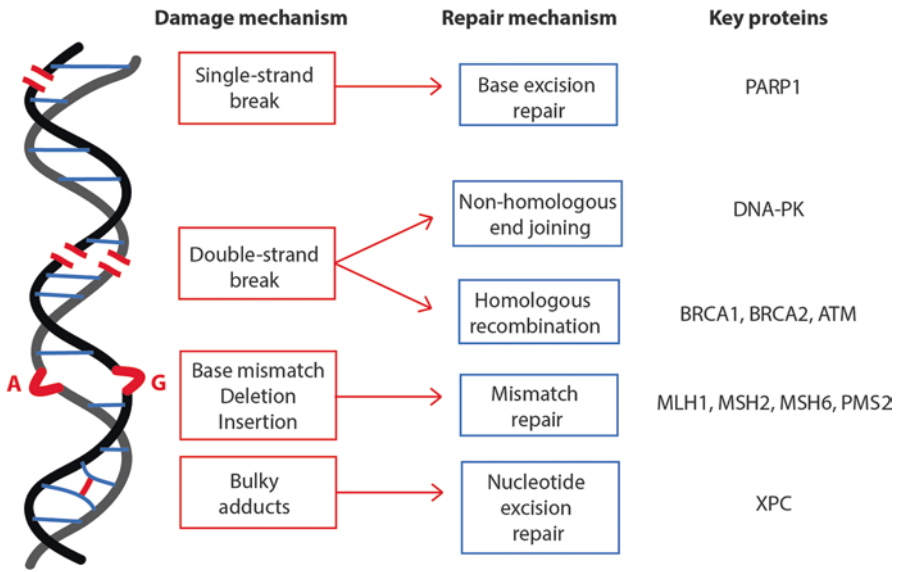 Damage mechanism
Repair mechanism
Key proteins
Single-strand
break
Base excision
repair
PARP1
Double-strand
break
Non-homologous
end joining
DNA-PK
Homologous
recombination
BRCA1, BRCA2, ATM
A
G
Base mismatch
Deletion
Insertion
Mismatch
repair
MLH1, MSH2, MSH6, PMS2
Bulky
adducts
Nucleotide
excision
repair
XPC